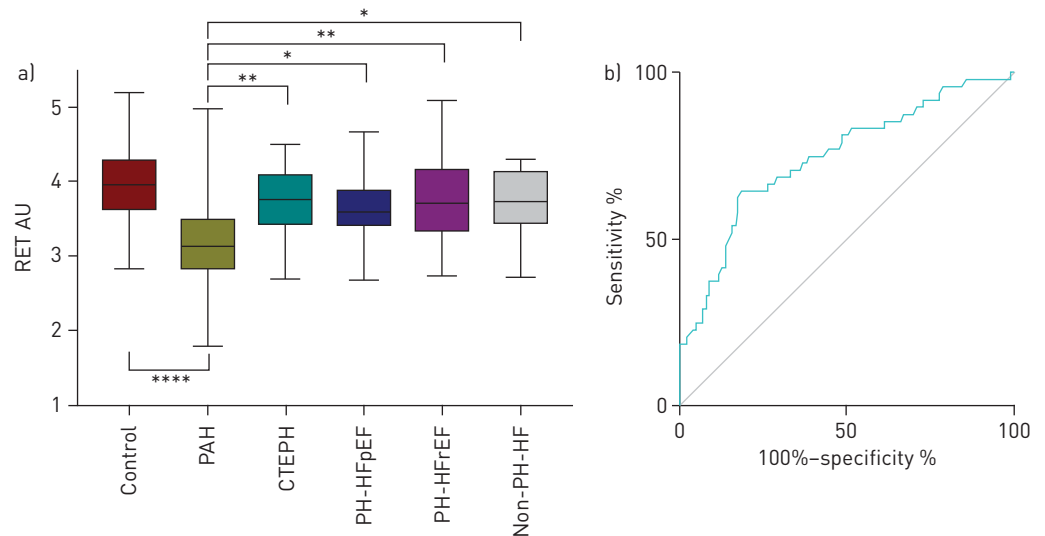 a)
*
**
*
**
5
4
3
2
1
RET AU
****
Control
PAH
CTEPH
PH-HFpEF
PH-HFrEF
Non-PH-HF
b)
100
50
0
Sensitivity %
0 50 100
100%–specificity %